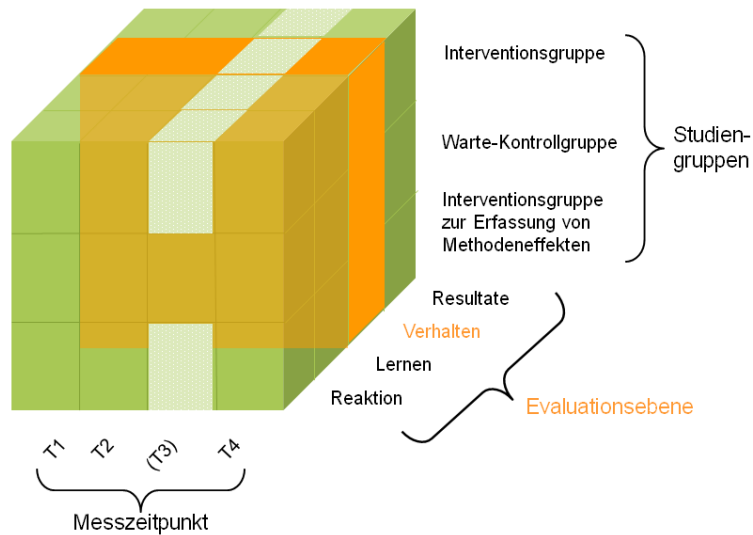 Interventionsgruppe
Warte-Kontrollgruppe
Interventionsgruppe
zur Erfassung von
Methodeneffekten
Studien-
gruppen
Resultate
Verhalten
Lernen
Reaktion
Evaluationsebene
T1
T2
(T3)
T4
Messzeitpunkt